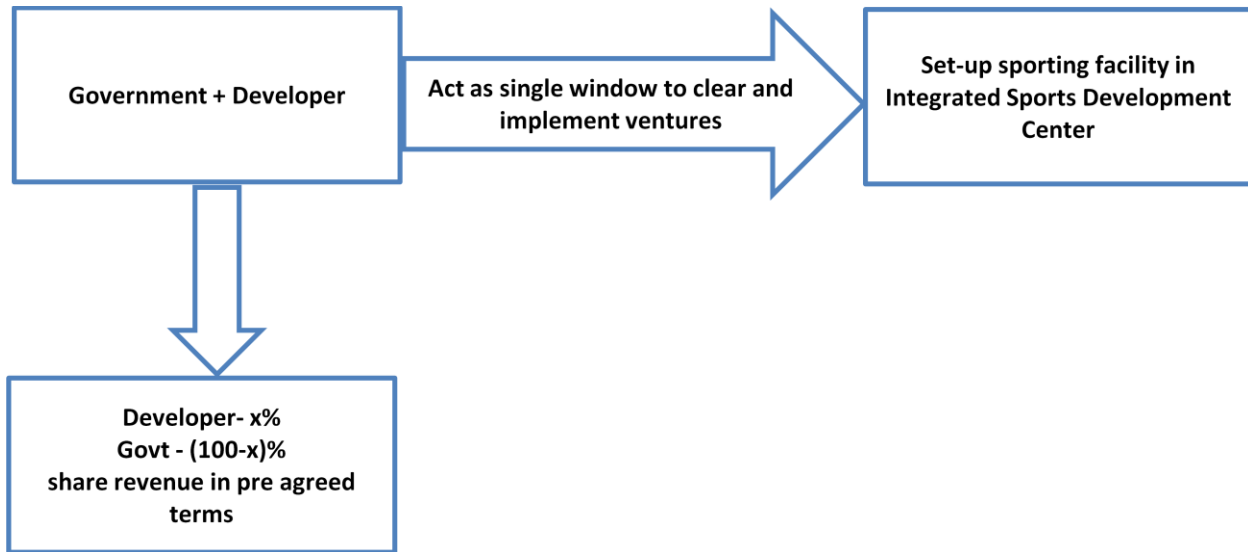 Government + Developer
Act as single window to clear and
implement ventures
Set-up sporting facility in
Integrated Sports Development
Center
Developer- x%
Govt - (100-x)%
share revenue in pre agreed
terms